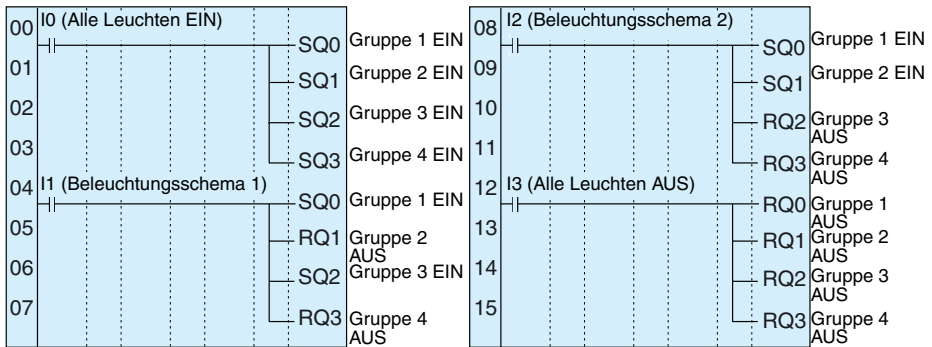 00 I0 (Alle Leuchten EIN)
SQ0 Gruppe 1 EIN
01
SQ1 Gruppe 2 EIN
02
SQ2 Gruppe 3 EIN
03
SQ3 Gruppe 4 EIN
04 I1 (Beleuchtungsschema 1)
SQ0 Gruppe 1 EIN
05
RQ1 Gruppe 2
AUS
06
SQ2 Gruppe 3 EIN
07
RQ3 Gruppe 4
AUS
08 I2 (Beleuchtungsschema 2)
SQ0 Gruppe 1 EIN
09
SQ1 Gruppe 2 EIN
10
RQ2 Gruppe 3
AUS
11
RQ3 Gruppe 4
AUS
12 I3 (Alle Leuchten AUS)
RQ0 Gruppe 1
AUS
13
RQ1 Gruppe 2
AUS
14
RQ2 Gruppe 3
AUS
15
RQ3 Gruppe 4
AUS